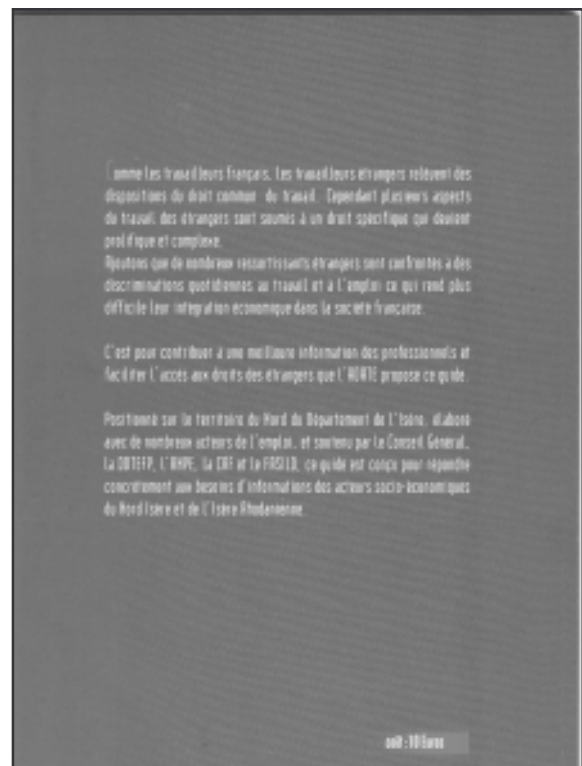 Comme les travailleurs français, les travailleurs étrangers relèvent des
dispositions du droit commun du travail. Cependant plusieurs aspects
du travail des étrangers sont soumis à un droit spécifique qui devient
prolifique et complexe.
Ajoutons que de nombreux ressortissants étrangers sont confrontés à des
discriminations quotidiennes au travail et à l'emploi ce qui rend plus
difficile leur intégration économique dans la société française.
C'est pour contribuer à une meilleure information des professionnels et
faciliter l'accès aux droits des étrangers que l'ADATE propose ce guide.
Positionné sur le territoire du Nord du Département de l'Isère, élaboré
avec de nombreux acteurs de l'emploi, et soutenu par le Conseil Général,
la DDTEFP, l'ANPE, la CAF et le FASILD, ce guide est conçu pour répondre
concrètement aux besoins d'informations des acteurs socio-économiques
du Nord Isère et de l'Isère Rhodanienne.
: 10 Euros